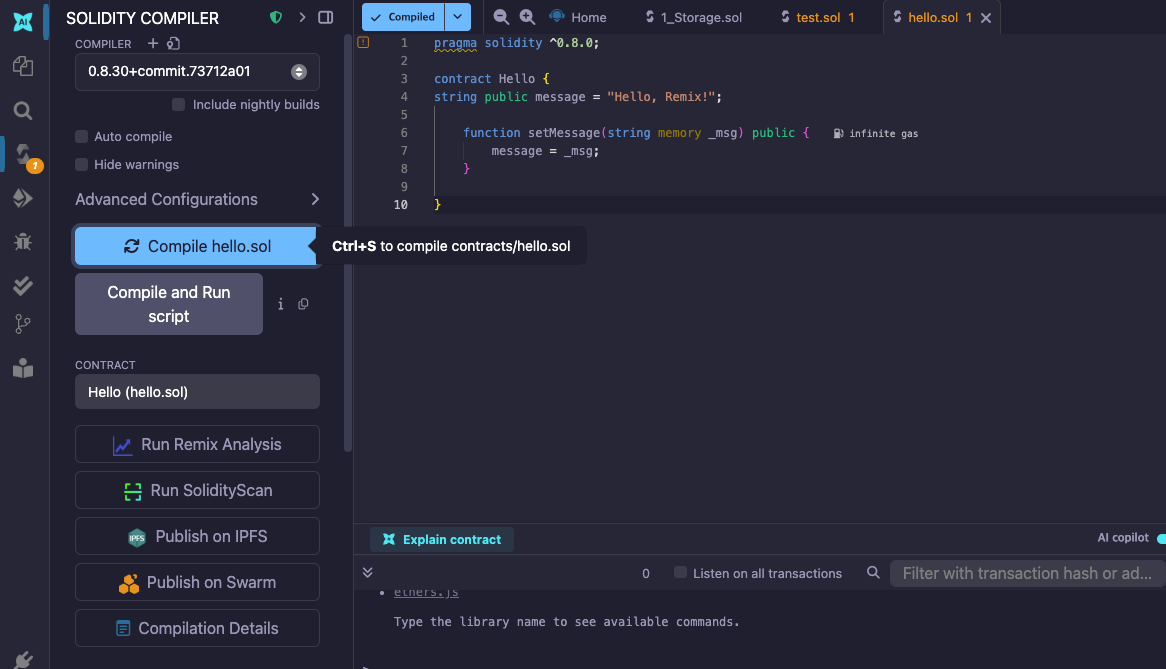 SOLIDITY COMPILER
COMPILER
0.8.30+commit.73712a01
Include nightly builds
Auto compile
Hide warnings
Advanced Configurations
Compile hello.sol
Ctrl+S to compile contracts/hello.sol
Compile and Run
script
i
CONTRACT
Hello (hello.sol)
Run Remix Analysis
Run SolidityScan
IPFS
Publish on IPFS
Publish on Swarm
Compilation Details
AI
1
Compiled
Home
1_Storage.sol
test.sol 1
hello.sol 1
1 pragma solidity ^0.8.0;
2
3 contract Hello {
4 string public message = "Hello, Remix!";
5
6 function setMessage(string memory _msg) public { infinite gas
7 message = _msg;
8 }
9
10 }
Explain contract
AI copilot
0
Listen on all transactions
Filter with transaction hash or ad...
ethers.js
Type the library name to see available commands.